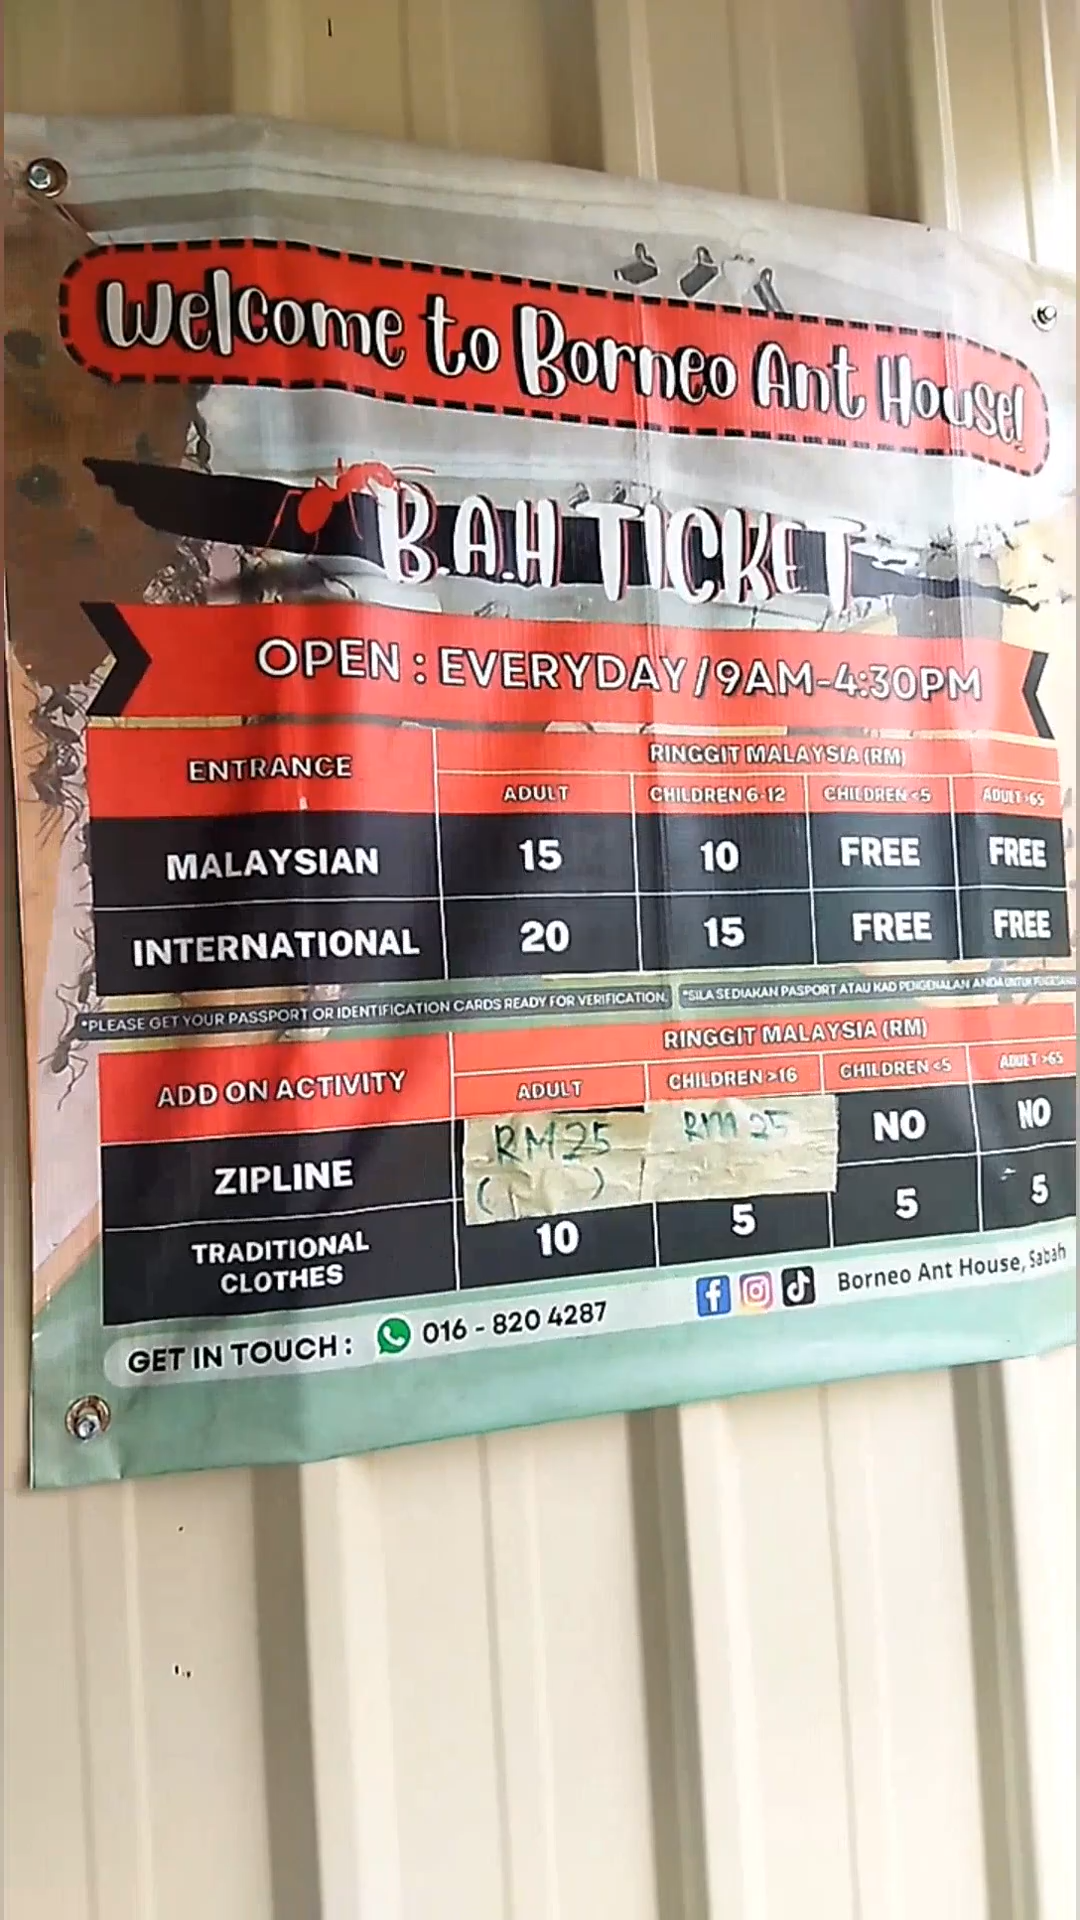 Welcome to Borneo Ant House!
B.A.H TICKET
OPEN : EVERYDAY / 9AM-4:30PM
ENTRANCE
RINGGIT MALAYSIA (RM)
ADULT CHILDREN 6-12 CHILDREN <5 ADULT >65
MALAYSIAN 15 10 FREE FREE
INTERNATIONAL 20 15 FREE FREE
*PLEASE GET YOUR PASSPORT OR IDENTIFICATION CARDS READY FOR VERIFICATION.
*SILA SEDIAKAN PASPORT ATAU KAD PENGENALAN ANDA UNTUK
ADD ON ACTIVITY
RINGGIT MALAYSIA (RM)
ADULT CHILDREN >16 CHILDREN <5 ADULT >65
ZIPLINE RM25 RM 25 NO NO
TRADITIONAL CLOTHES 10 5 5 5
GET IN TOUCH : 016 - 820 4287 Borneo Ant House, Sabah